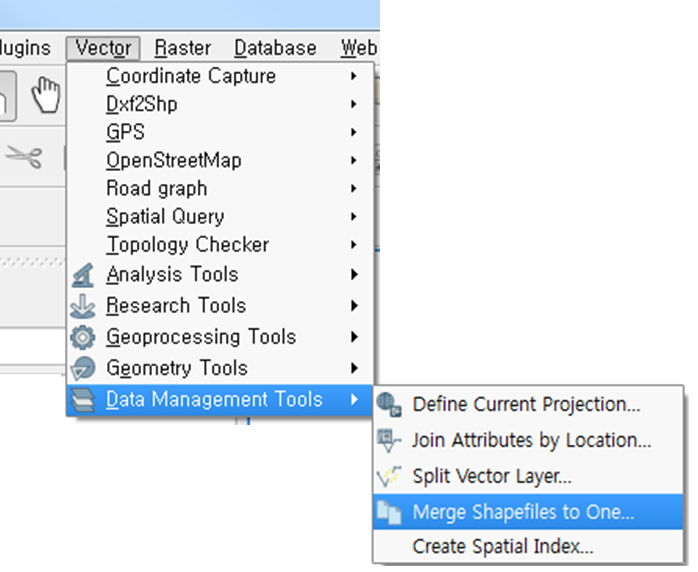 lugins Vector Raster Database Web
Coordinate Capture
Dxf2Shp
GPS
OpenStreetMap
Road graph
Spatial Query
Topology Checker
Analysis Tools
Research Tools
Geoprocessing Tools
Geometry Tools
Data Management Tools
Define Current Projection...
Join Attributes by Location...
Split Vector Layer...
Merge Shapefiles to One...
Create Spatial Index...